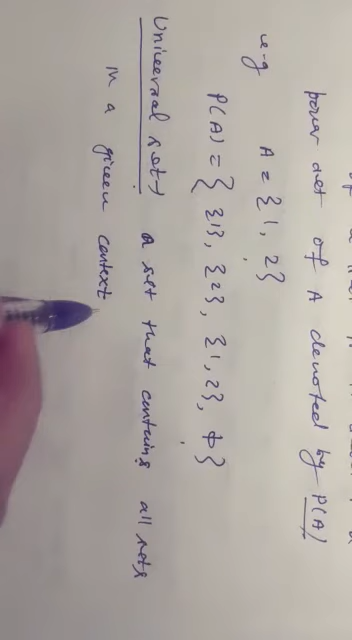 power set of A denoted by P(A)
e.g A = {1, 2}
P(A) = { {1}, {2}, {1, 2}, ϕ }
Universal set) a set that contains all sets
in a given context